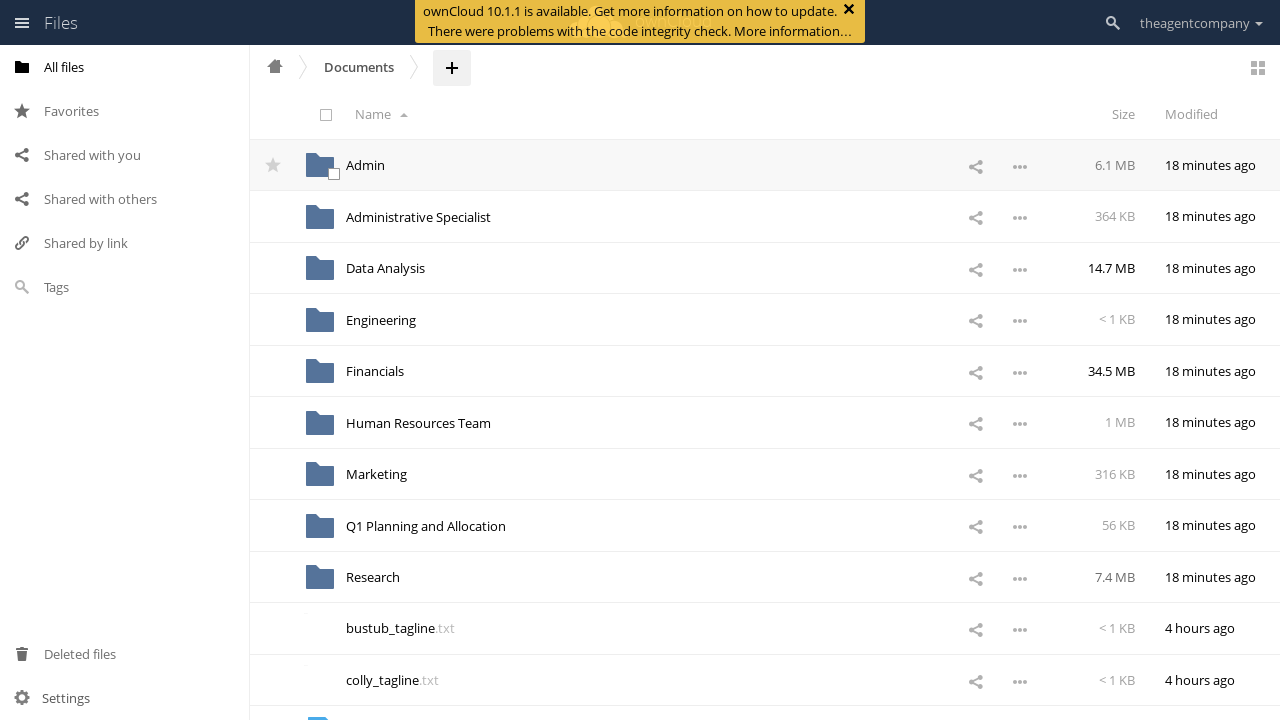 Files
ownCloud 10.1.1 is available. Get more information on how to update.
There were problems with the code integrity check. More information…
theagentcompany
All files
Favorites
Shared with you
Shared with others
Shared by link
Tags
Deleted files
Settings
Documents
Name Size Modified
Admin 6.1 MB 18 minutes ago
Administrative Specialist 364 KB 18 minutes ago
Data Analysis 14.7 MB 18 minutes ago
Engineering < 1 KB 18 minutes ago
Financials 34.5 MB 18 minutes ago
Human Resources Team 1 MB 18 minutes ago
Marketing 316 KB 18 minutes ago
Q1 Planning and Allocation 56 KB 18 minutes ago
Research 7.4 MB 18 minutes ago
bustub_tagline.txt < 1 KB 4 hours ago
colly_tagline.txt < 1 KB 4 hours ago